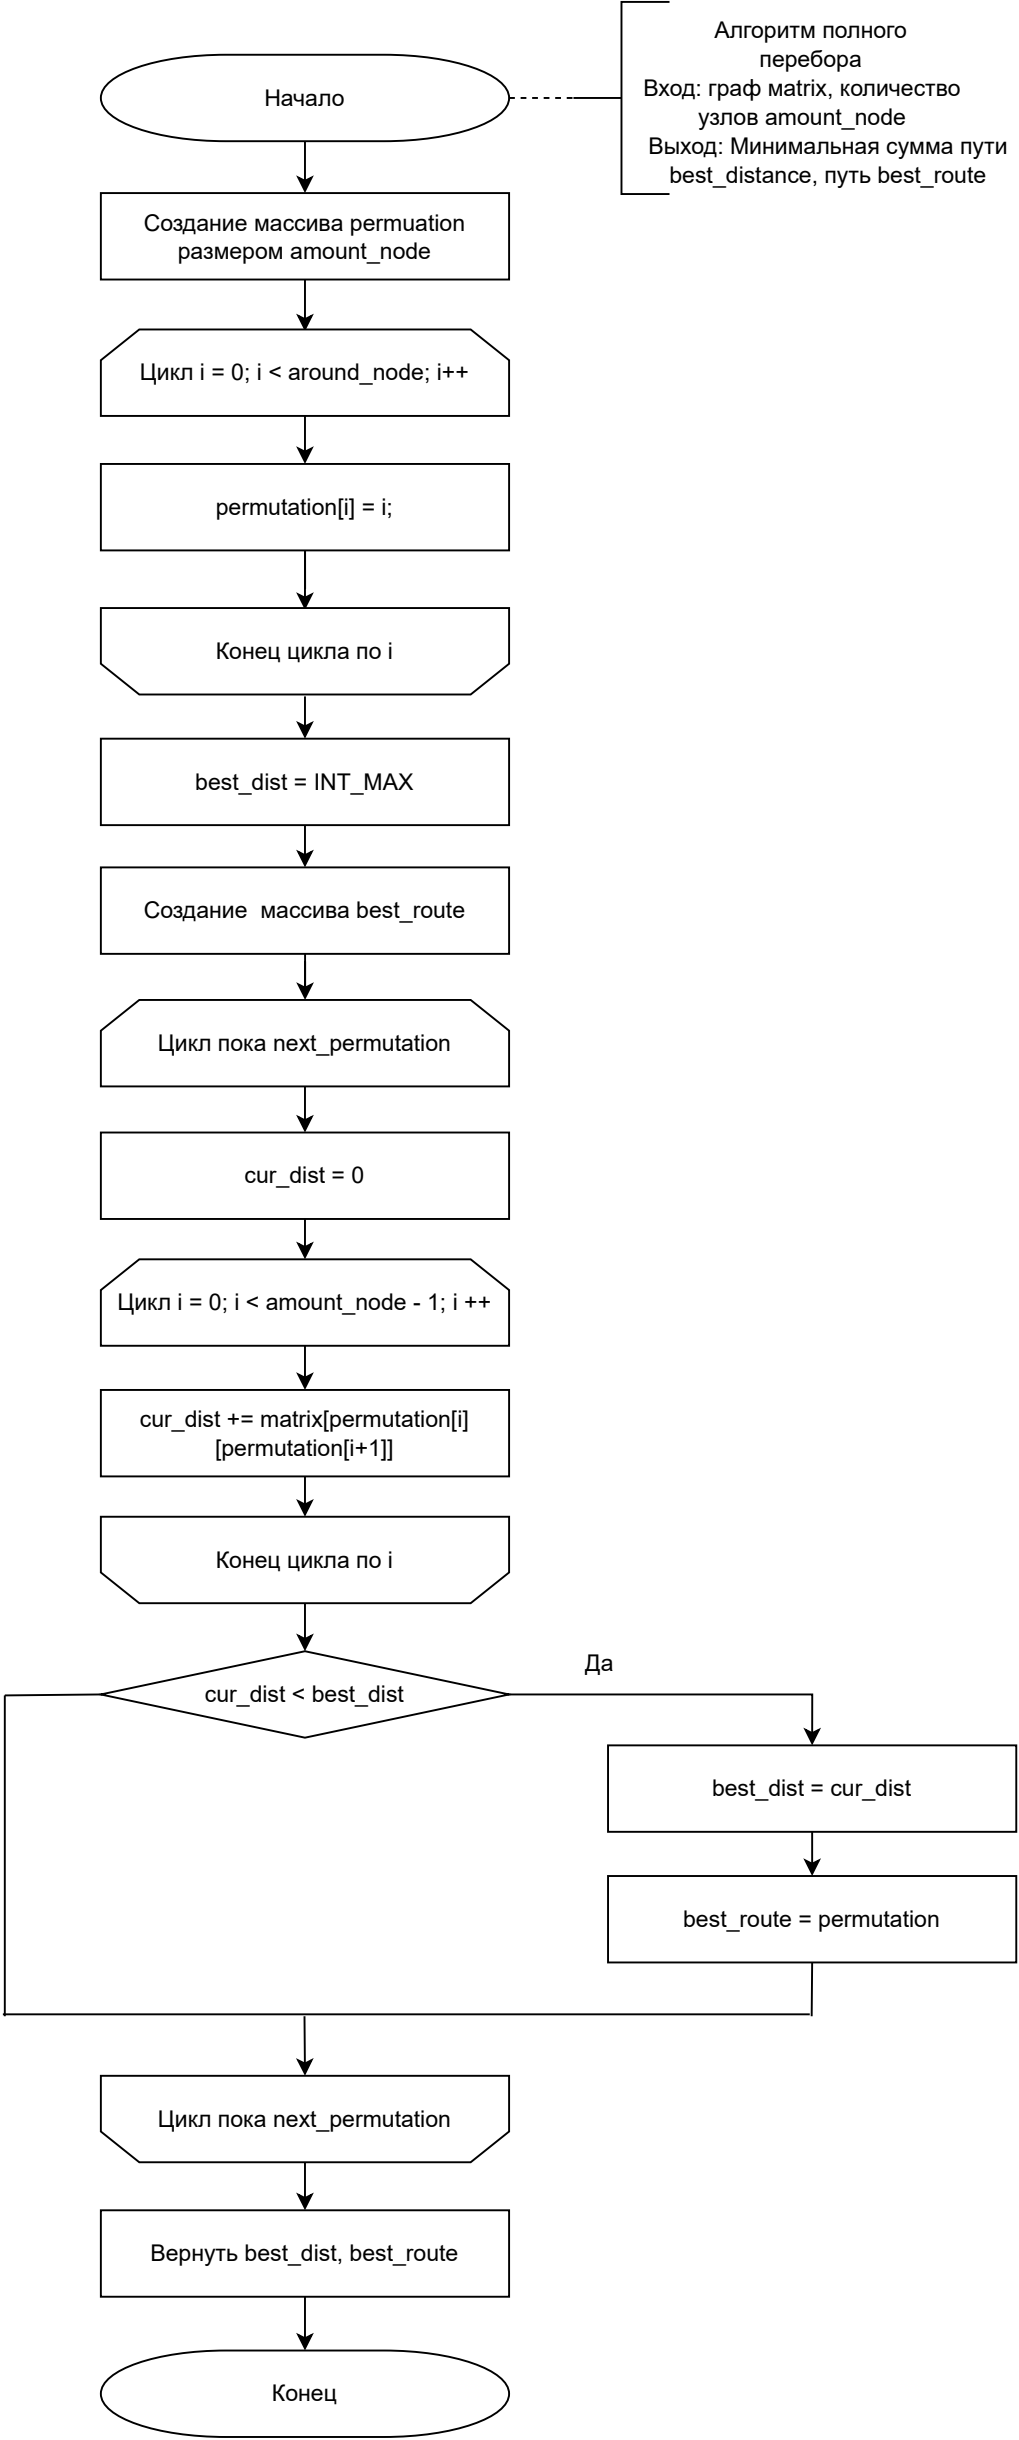 Начало
Алгоритм полного
перебора
Вход: граф matrix, количество
узлов amount_node
Выход: Минимальная сумма пути
best_distance, путь best_route
Создание массива permuation
размером amount_node
Цикл i = 0; i < around_node; i++
permutation[i] = i;
Конец цикла по i
best_dist = INT_MAX
Создание  массива best_route
Цикл пока next_permutation
cur_dist = 0
Цикл i = 0; i < amount_node - 1; i ++
cur_dist += matrix[permutation[i]
[permutation[i+1]]
Конец цикла по i
Да
cur_dist < best_dist
best_dist = cur_dist
best_route = permutation
Цикл пока next_permutation
Вернуть best_dist, best_route
Конец